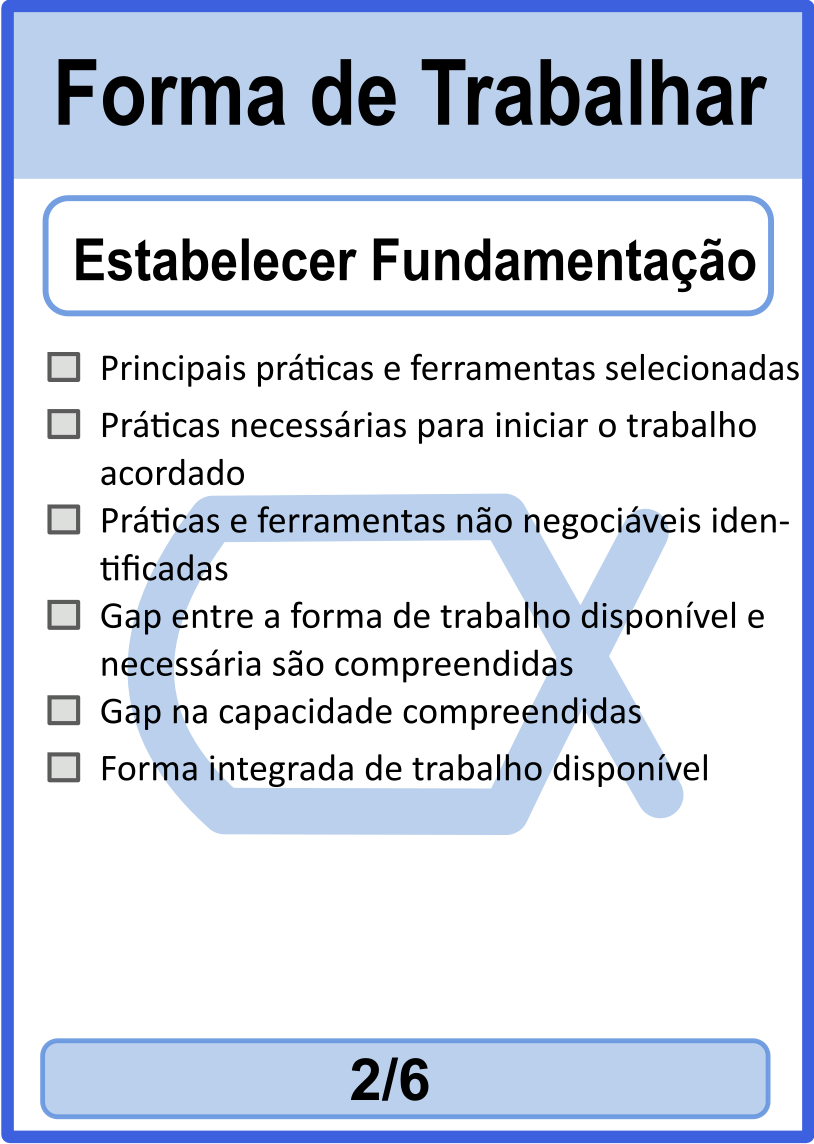 Forma de Trabalhar
Estabelecer Fundamentação
Principais práticas e ferramentas selecionadas
Práticas necessárias para iniciar o trabalho
acordado
Práticas e ferramentas não negociáveis iden-
tificadas
Gap entre a forma de trabalho disponível e
necessária são compreendidas
Gap na capacidade compreendidas
Forma integrada de trabalho disponível
2/6